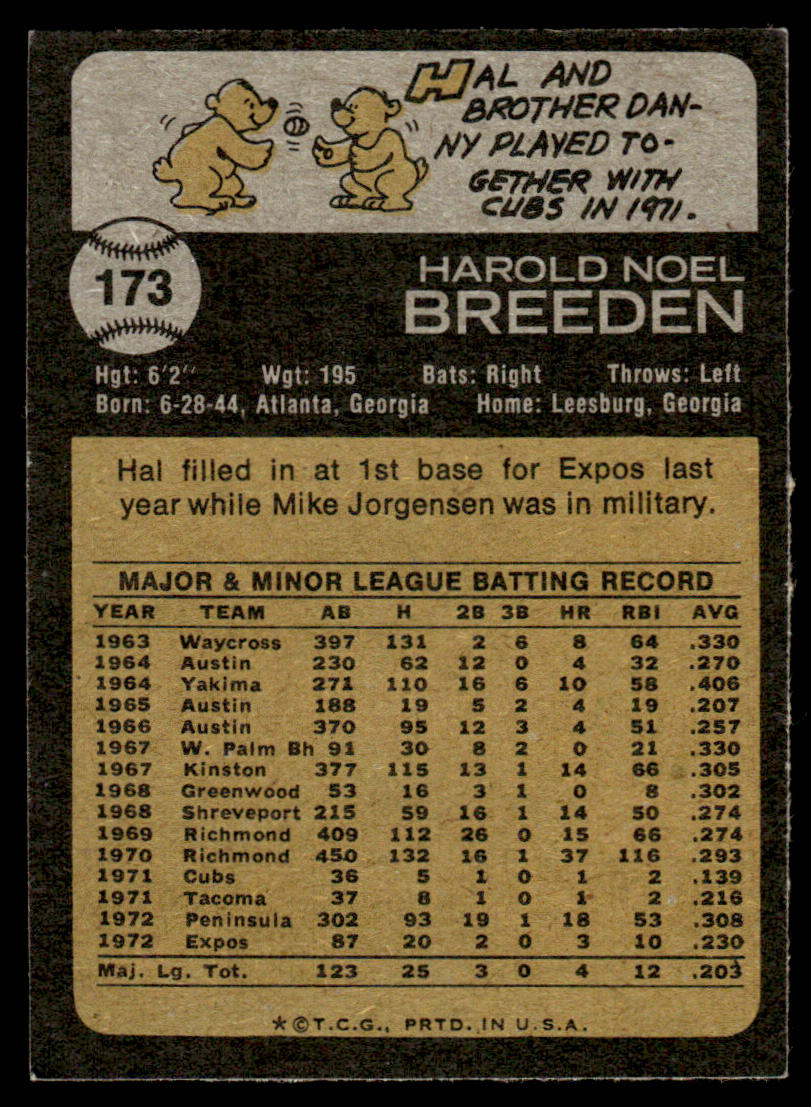 HAL AND
BROTHER DAN-
NY PLAYED TO-
GETHER WITH
CUBS IN 1971.
173
HAROLD NOEL
BREEDEN
Hgt: 6'2" Wgt: 195 Bats: Right Throws: Left
Born: 6-28-44, Atlanta, Georgia Home: Leesburg, Georgia
Hal filled in at 1st base for Expos last
year while Mike Jorgensen was in military.
MAJOR & MINOR LEAGUE BATTING RECORD
YEAR TEAM AB H 2B 3B HR RBI AVG
1963 Waycross 397 131 2 6 8 64 .330
1964 Austin 230 62 12 0 4 32 .270
1964 Yakima 271 110 16 6 10 58 .406
1965 Austin 188 19 5 2 4 19 .207
1966 Austin 370 95 12 3 4 51 .257
1967 W. Palm Bh 91 30 8 2 0 21 .330
1967 Kinston 377 115 13 1 14 66 .305
1968 Greenwood 53 16 3 1 0 8 .302
1968 Shreveport 215 59 16 1 14 50 .274
1969 Richmond 409 112 26 0 15 66 .274
1970 Richmond 450 132 16 1 37 116 .293
1971 Cubs 36 5 1 0 1 2 .139
1971 Tacoma 37 8 1 0 1 2 .216
1972 Peninsula 302 93 19 1 18 53 .308
1972 Expos 87 20 2 0 3 10 .230
Maj. Lg. Tot. 123 25 3 0 4 12 .203
*©T.C.G., PRTD. IN U.S.A.